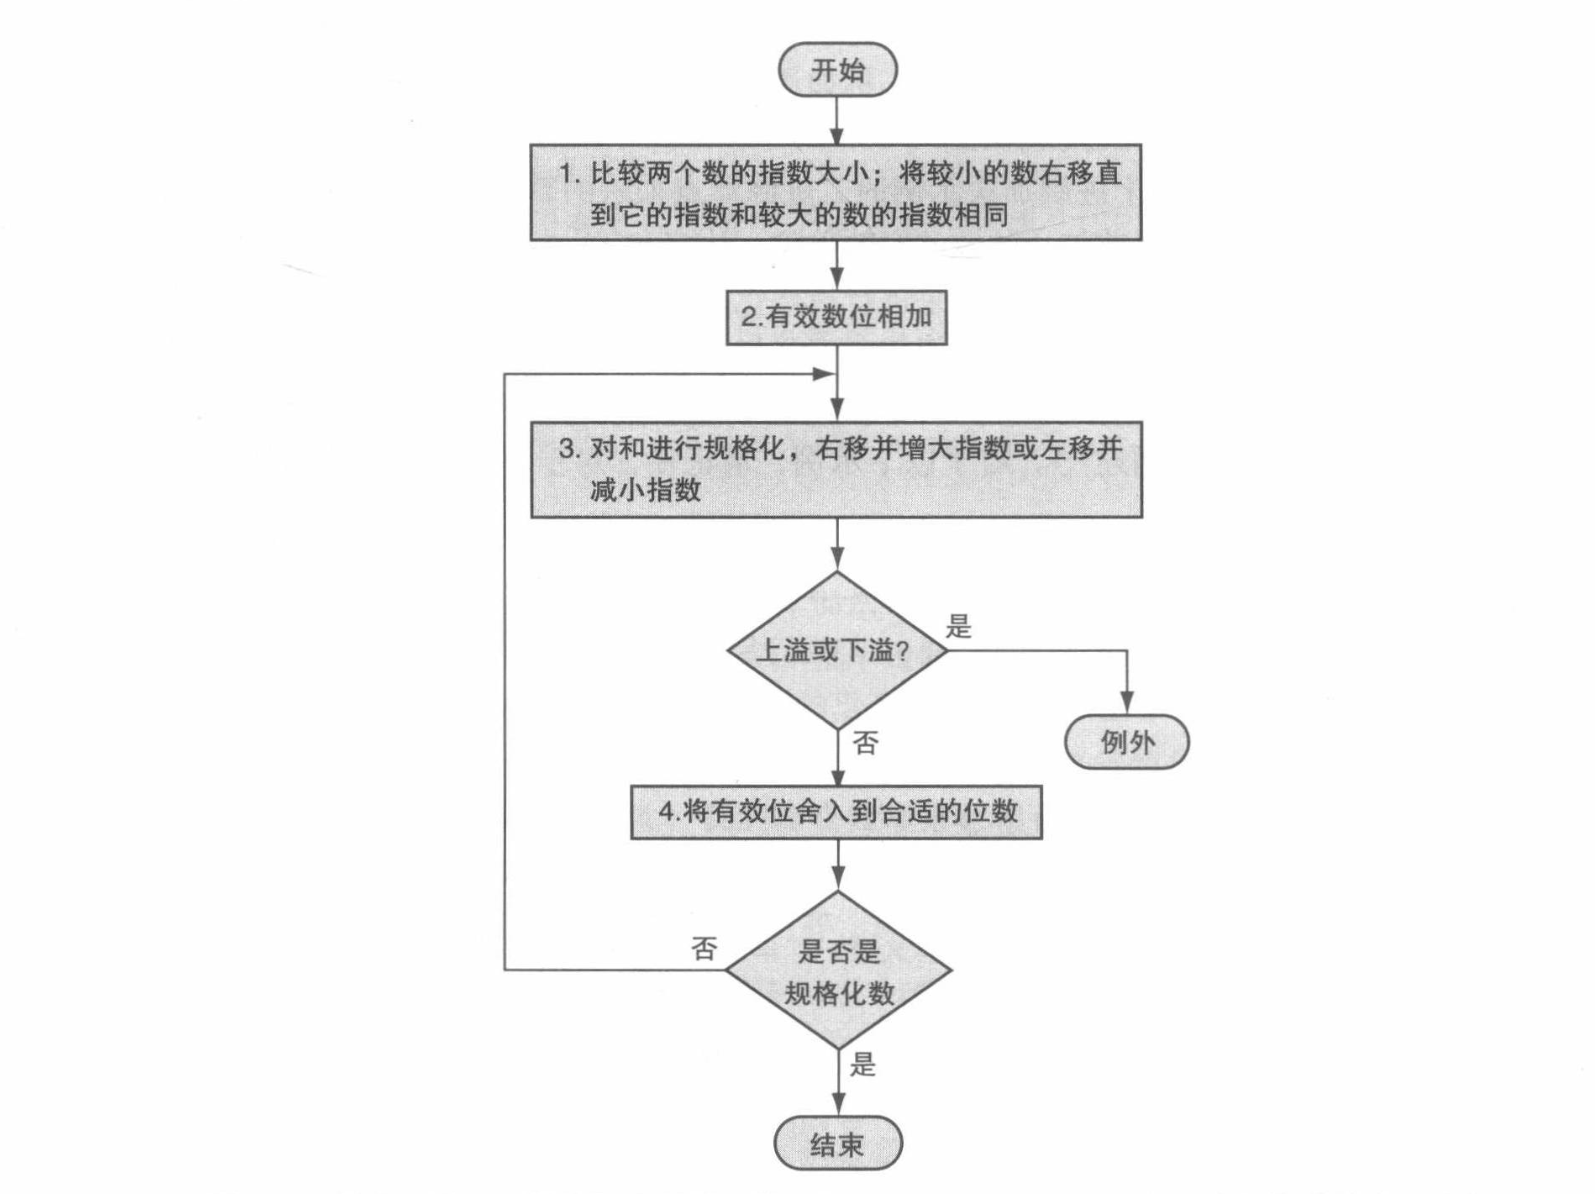 开始
1. 比较两个数的指数大小；将较小的数右移直
到它的指数和较大的数的指数相同
2.有效数位相加
3. 对和进行规格化，右移并增大指数或左移并
减小指数
上溢或下溢?
是
例外
否
4.将有效位舍入到合适的位数
是否是
规格化数
否
是
结束